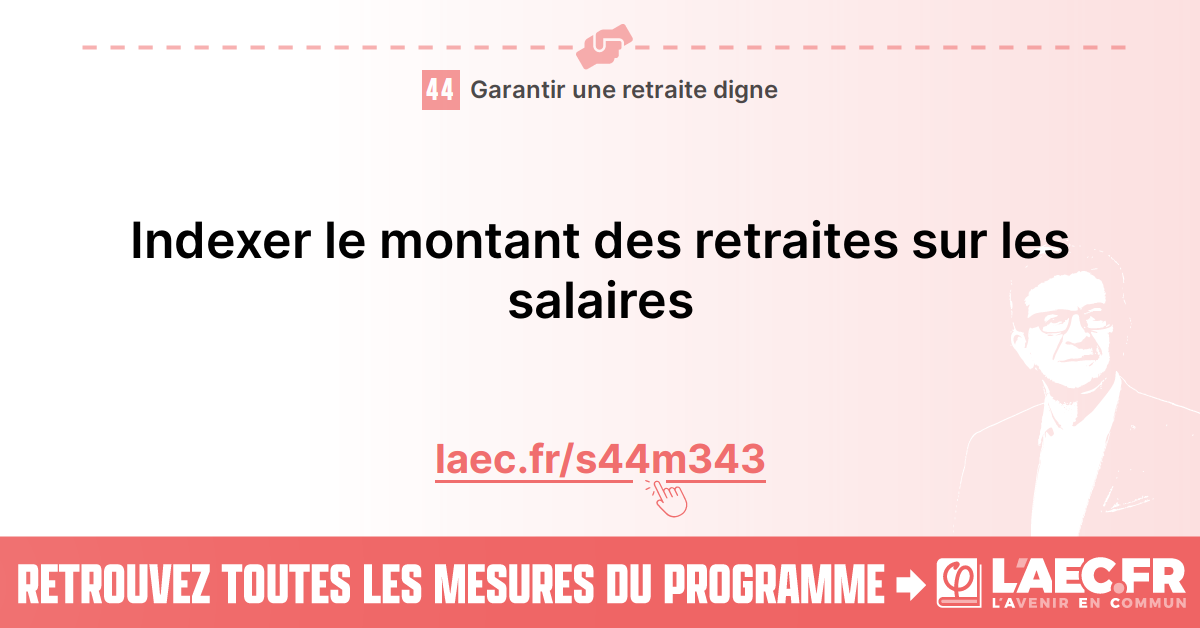 44 Garantir une retraite digne
Indexer le montant des retraites sur les
salaires
laec.fr/s44m343
RETROUVEZ TOUTES LES MESURES DU PROGRAMME
L'AEC.FR
L'AVENIR EN COMMUN